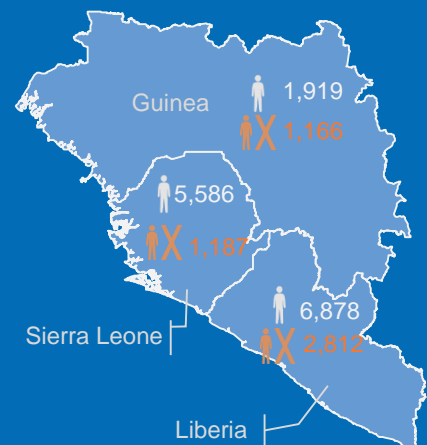 1,919
Guinea
1,166
5,586
1,187
6,878
Sierra Leone
2,812
Liberia